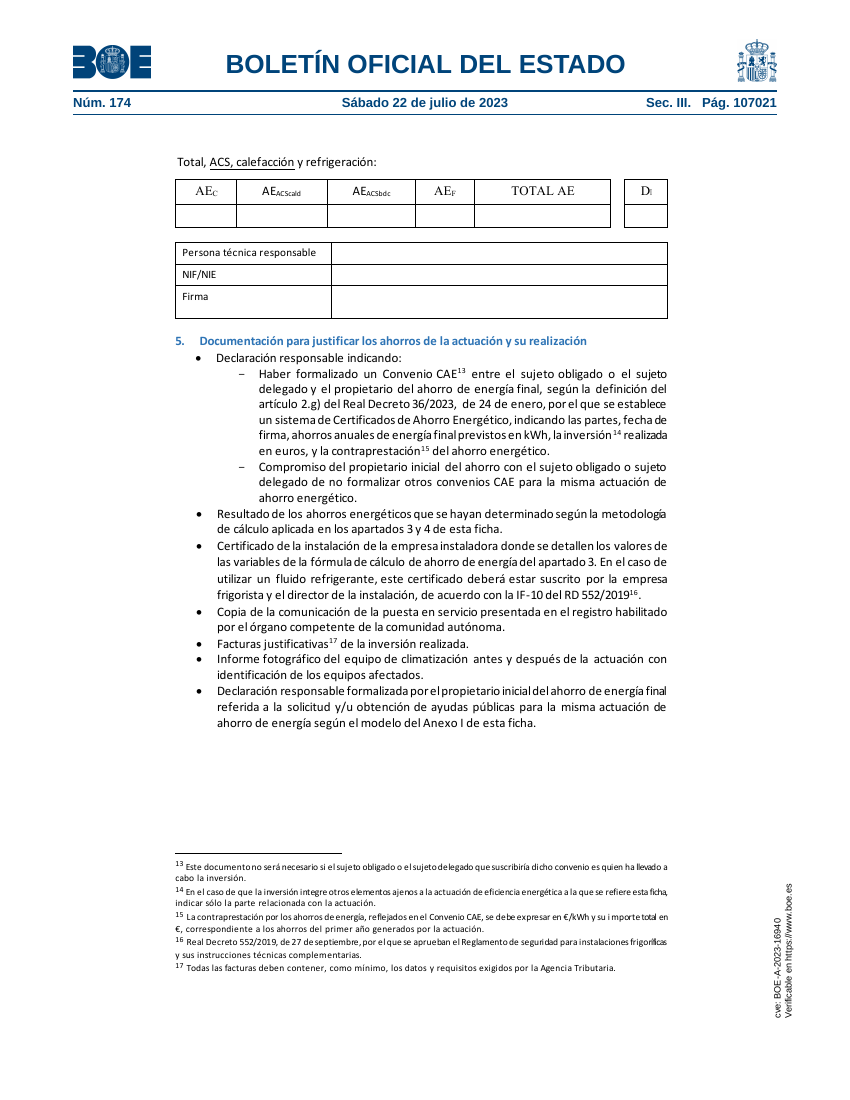 BOE
BOLETÍN OFICIAL DEL ESTADO
Núm. 174
Sábado 22 de julio de 2023
Sec. III. Pág. 107021
Total, ACS, calefacción y refrigeración:
AEC AEACScald AEACSbdc AEF TOTAL AE Di
Persona técnica responsable
NIF/NIE
Firma
5. Documentación para justificar los ahorros de la actuación y su realización
• Declaración responsable indicando:
− Haber formalizado un Convenio CAE13 entre el sujeto obligado o el sujeto
delegado y el propietario del ahorro de energía final, según la definición del
artículo 2.g) del Real Decreto 36/2023, de 24 de enero, por el que se establece
un sistema de Certificados de Ahorro Energético, indicando las partes, fecha de
firma, ahorros anuales de energía final previstos en kWh, la inversión14 realizada
en euros, y la contraprestación15 del ahorro energético.
− Compromiso del propietario inicial del ahorro con el sujeto obligado o sujeto
delegado de no formalizar otros convenios CAE para la misma actuación de
ahorro energético.
• Resultado de los ahorros energéticos que se hayan determinado según la metodología
de cálculo aplicada en los apartados 3 y 4 de esta ficha.
• Certificado de la instalación de la empresa instaladora donde se detallen los valores de
las variables de la fórmula de cálculo de ahorro de energía del apartado 3. En el caso de
utilizar un fluido refrigerante, este certificado deberá estar suscrito por la empresa
frigorista y el director de la instalación, de acuerdo con la IF-10 del RD 552/201916.
• Copia de la comunicación de la puesta en servicio presentada en el registro habilitado
por el órgano competente de la comunidad autónoma.
• Facturas justificativas17 de la inversión realizada.
• Informe fotográfico del equipo de climatización antes y después de la actuación con
identificación de los equipos afectados.
• Declaración responsable formalizada por el propietario inicial del ahorro de energía final
referida a la solicitud y/u obtención de ayudas públicas para la misma actuación de
ahorro de energía según el modelo del Anexo I de esta ficha.
13 Este documento no será necesario si el sujeto obligado o el sujeto delegado que suscribiría dicho convenio es quien ha llevado a
cabo la inversión.
14 En el caso de que la inversión integre otros elementos ajenos a la actuación de eficiencia energética a la que se refiere esta ficha,
indicar sólo la parte relacionada con la actuación.
15 La contraprestación por los ahorros de energía, reflejados en el Convenio CAE, se debe expresar en €/kWh y su importe total en
€, correspondiente a los ahorros del primer año generados por la actuación.
16 Real Decreto 552/2019, de 27 de septiembre, por el que se aprueban el Reglamento de seguridad para instalaciones frigoríficas
y sus instrucciones técnicas complementarias.
17 Todas las facturas deben contener, como mínimo, los datos y requisitos exigidos por la Agencia Tributaria.
cve: BOE-A-2023-16940
Verificable en https://www.boe.es